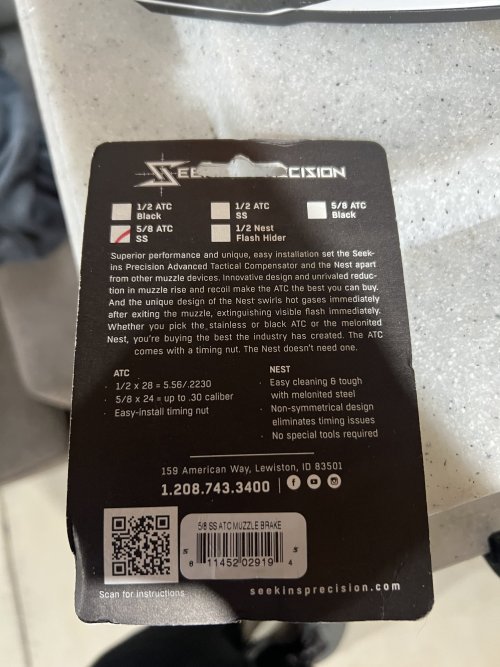 SEEKINS PRECISION
1/2 ATC Black
1/2 ATC SS
5/8 ATC Black
5/8 ATC SS
1/2 Nest Flash Hider
Superior performance and unique, easy installation set the Seek-
ins Precision Advanced Tactical Compensator and the Nest apart
from other muzzle devices. Innovative design and unrivaled reduc-
tion in muzzle rise and recoil make the ATC the best you can buy.
And the unique design of the Nest swirls hot gases immediately
after exiting the muzzle, extinguishing visible flash immediately.
Whether you pick the stainless or black ATC or the melonited
Nest, you're buying the best the industry has created. The ATC
comes with a timing nut. The Nest doesn't need one.
ATC
· 1/2 x 28 = 5.56/.2230
· 5/8 x 24 = up to .30 caliber
· Easy-install timing nut
NEST
· Easy cleaning & tough
with melonited steel
· Non-symmetrical design
eliminates timing issues
· No special tools required
159 American Way, Lewiston, ID 83501
1.208.743.3400
5/8 SS ATC MUZZLE BRAKE
8 11452 02919 4
Scan for instructions
seekinsprecision.com